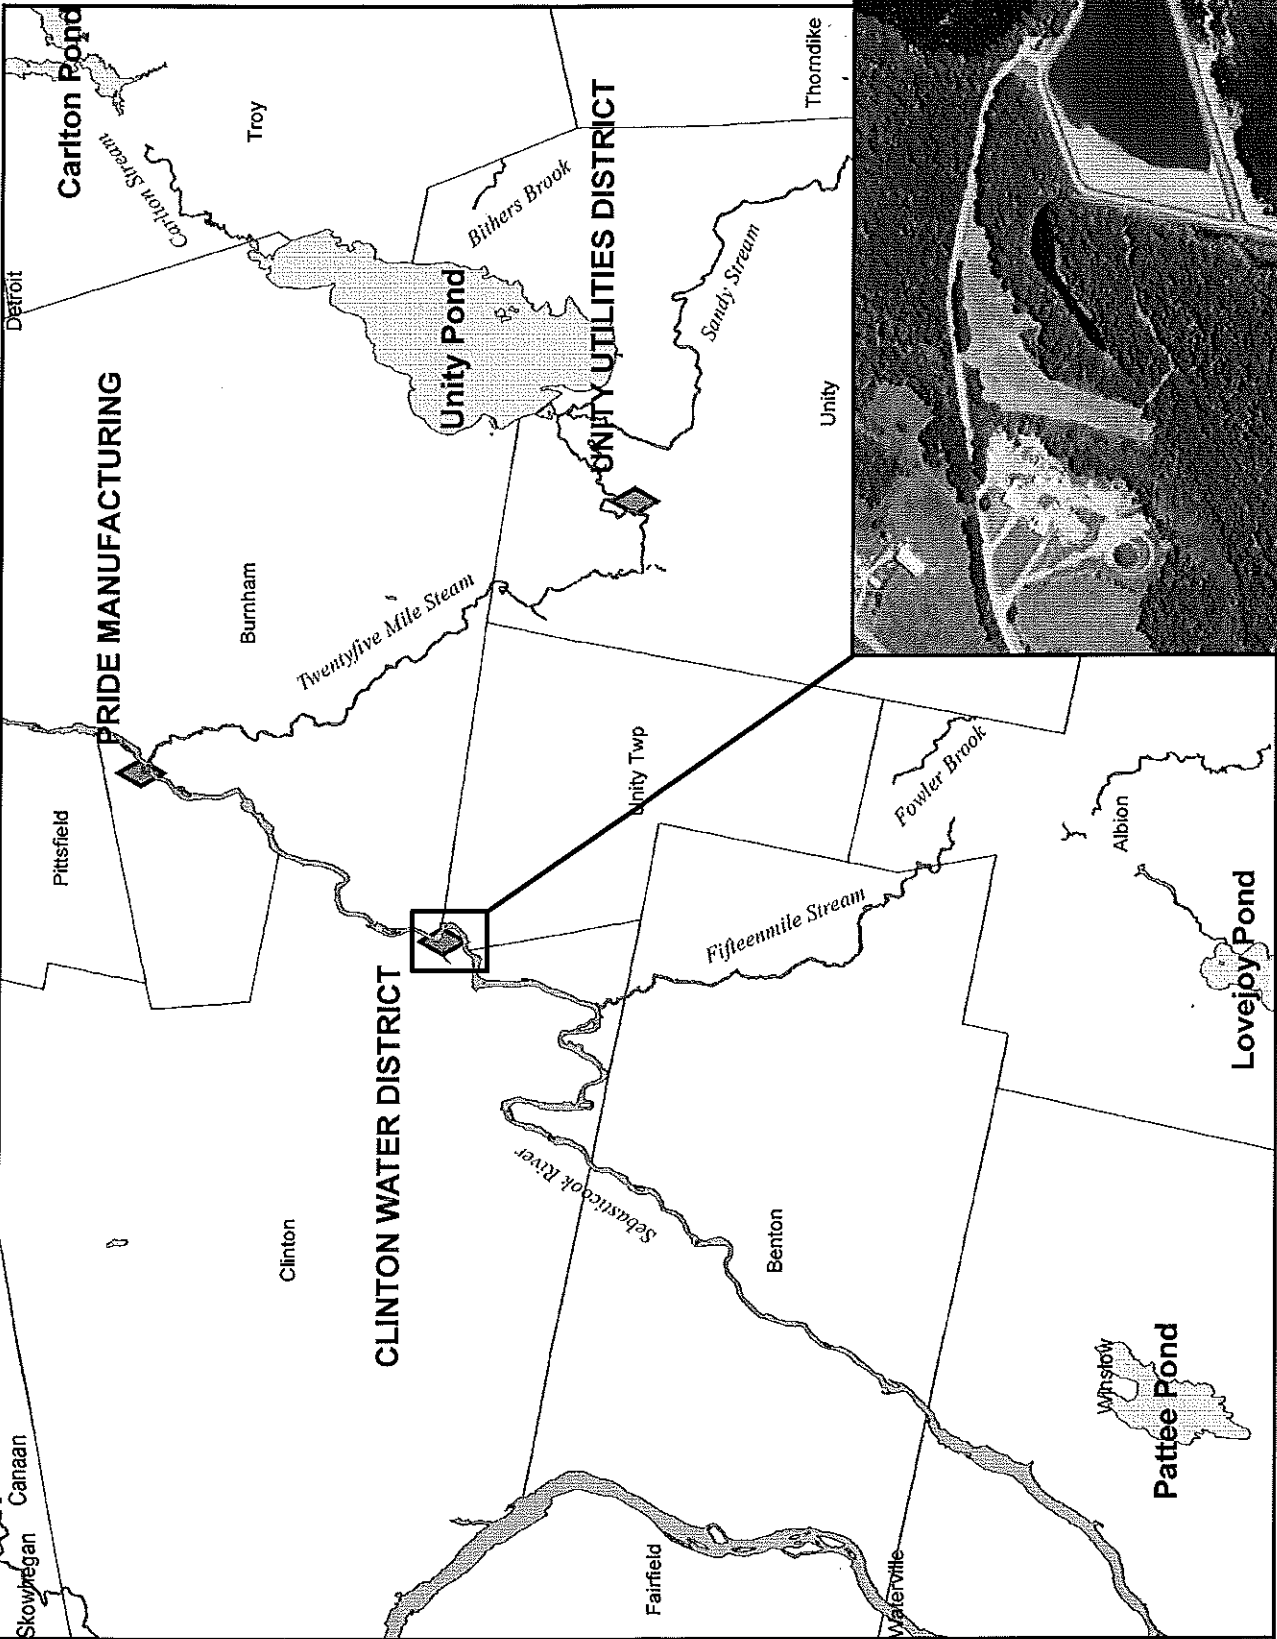 Skowhegan
Canaan
Detroit
Carlton Pond
Carlton Stream
Troy
Pittsfield
PRIDE MANUFACTURING
Burnham
Twentyfive Mile Steam
Unity Pond
Bithers Brook
Thorndike
UNITY UTILITIES DISTRICT
Sandy Stream
Unity
Clinton
CLINTON WATER DISTRICT
Sebasticook River
Unity Twp
Fifteenmile Stream
Fowler Brook
Benton
Fairfield
Albion
Waterville
Winslow
Pattee Pond
Lovejoy Pond